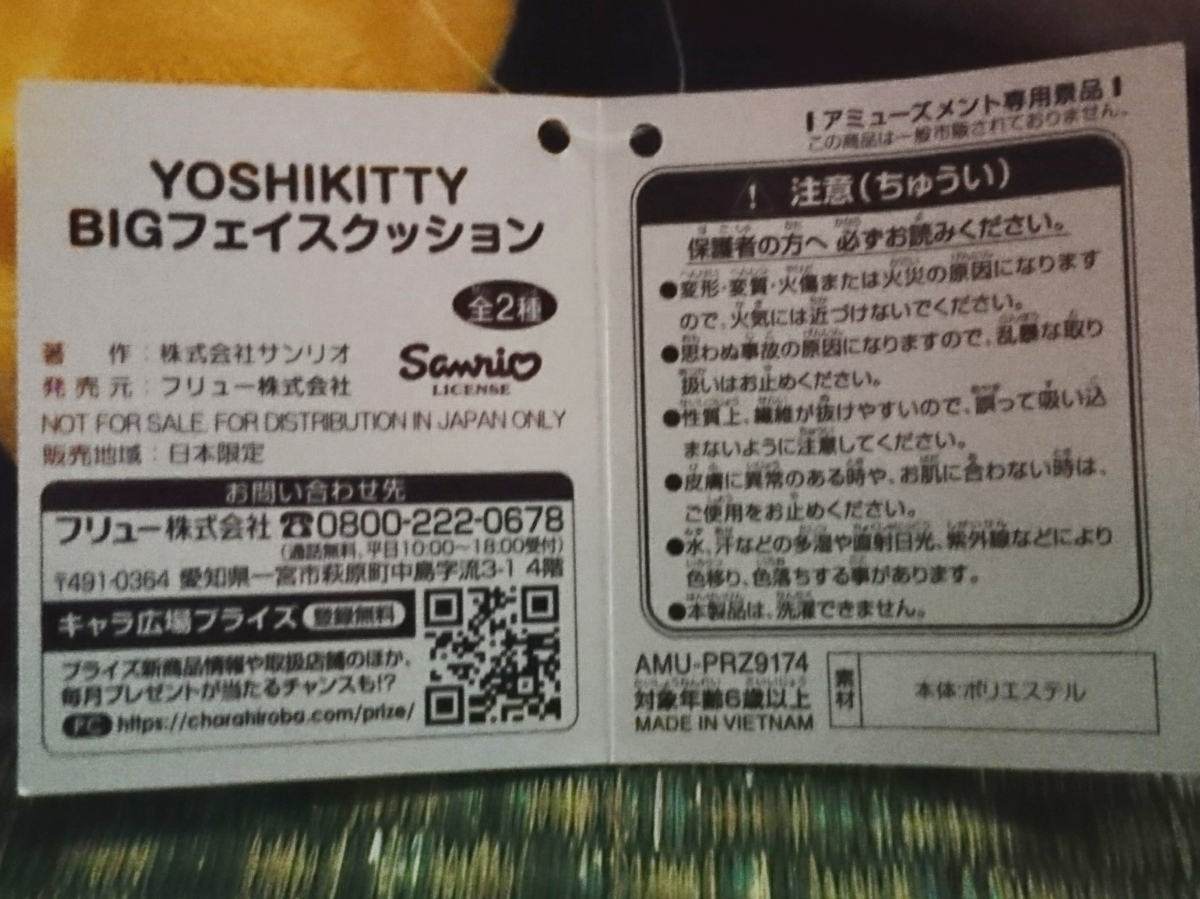 YOSHIKITTY
BIGフェイスクッション
全2種
著　作：株式会社サンリオ
発売元：フリュー株式会社
Sanrio
LICENSE
NOT FOR SALE. FOR DISTRIBUTION IN JAPAN ONLY
販売地域：日本限定
お問い合わせ先
フリュー株式会社 ☎0800-222-0678
(通話無料、平日10:00〜18:00受付)
〒491-0364 愛知県一宮市萩原町中島字流3-1 4階
キャラ広場プライズ 登録無料
プライズ新商品情報や取扱店舗のほか、
毎月プレゼントが当たるチャンスも!?
PC https://charahiroba.com/prize/
アミューズメント専用景品
この商品は一般市販されておりません。
! 注意(ちゅうい)
保護者の方へ 必ずお読みください。
●変形・変質・火傷または火災の原因になります
ので、火気には近づけないでください。
●思わぬ事故の原因になりますので、乱暴な取り
扱いはお止めください。
●性質上、繊維が抜けやすいので、誤って吸い込
まないように注意してください。
●皮膚に異常のある時や、お肌に合わない時は、
ご使用をお止めください。
●水、汗などの多湿や直射日光、紫外線などにより
色移り、色落ちする事があります。
●本製品は、洗濯できません。
AMU-PRZ9174
対象年齢6歳以上
MADE IN VIETNAM
素材
本体:ポリエステル